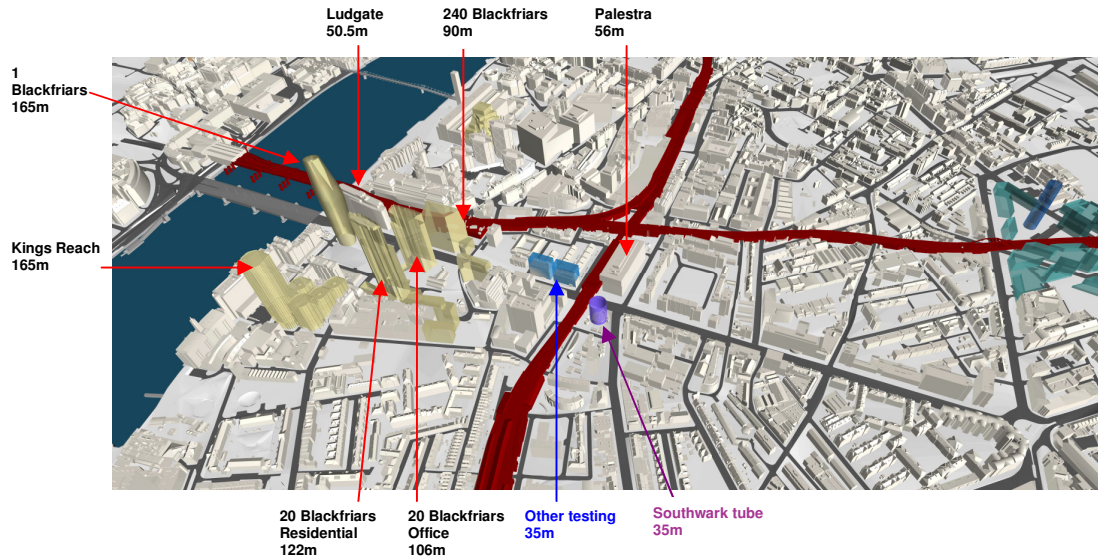 Ludgate
50.5m
240 Blackfriars
90m
Palestra
56m
1
Blackfriars
165m
Kings Reach
165m
20 Blackfriars
Residential
122m
20 Blackfriars
Office
106m
Other testing
35m
Southwark tube
35m